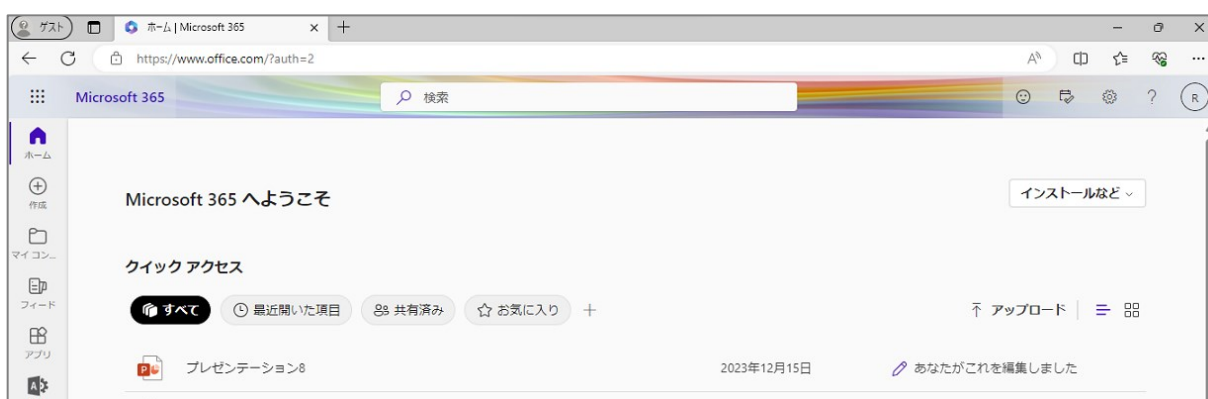 ゲスト
ホーム | Microsoft 365
https://www.office.com/?auth=2
Microsoft 365
検索
R
ホーム
作成
マイ コン...
フィード
アプリ
Microsoft 365 へようこそ
インストールなど
クイック アクセス
すべて
最近開いた項目
共有済み
お気に入り
アップロード
プレゼンテーション8
2023年12月15日
あなたがこれを編集しました